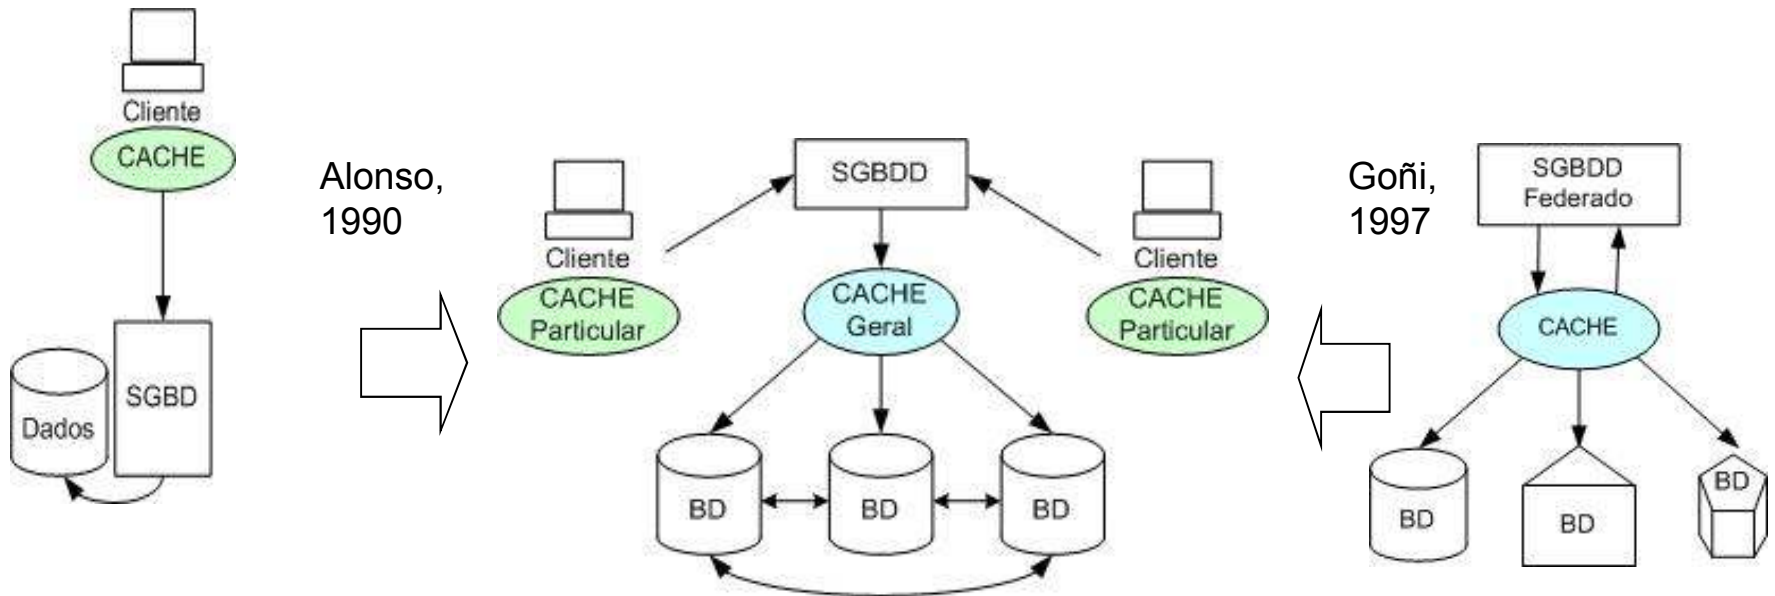 Cliente
CACHE
SGBD
Dados
Alonso,
1990
SGBDD
Cliente
CACHE
Particular
CACHE
Geral
Cliente
CACHE
Particular
BD
BD
BD
Goñi,
1997
SGBDD
Federado
CACHE
BD
BD
BD